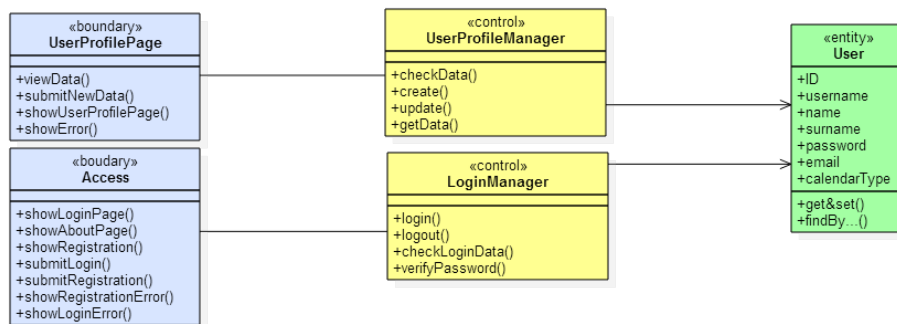 «boundary»
UserProfilePage
+viewData()
+submitNewData()
+showUserProfilePage()
+showError()
«boudary»
Access
+showLoginPage()
+showAboutPage()
+showRegistration()
+submitLogin()
+submitRegistration()
+showRegistrationError()
+showLoginError()
«control»
UserProfileManager
+checkData()
+create()
+update()
+getData()
«control»
LoginManager
+login()
+logout()
+checkLoginData()
+verifyPassword()
«entity»
User
+ID
+username
+name
+surname
+password
+email
+calendarType
+get&set()
+findBy...()